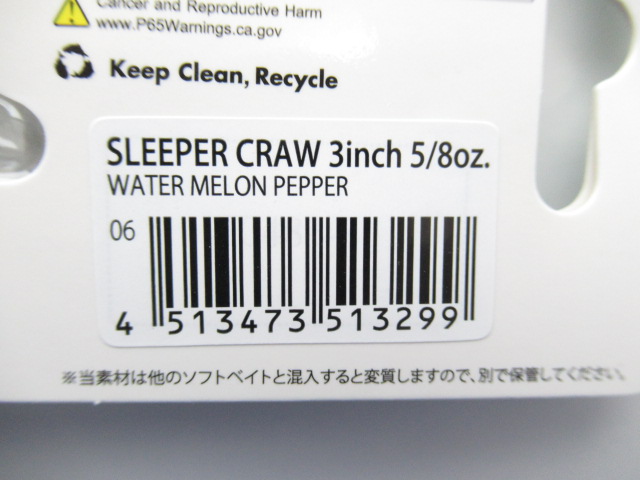 Cancer and Reproductive Harm
www.P65Warnings.ca.gov
Keep Clean, Recycle
SLEEPER CRAW 3inch 5/8oz.
WATER MELON PEPPER
06
4 513473 513299
※当素材は他のソフトベイトと混入すると変質しますので、別で保管してください。